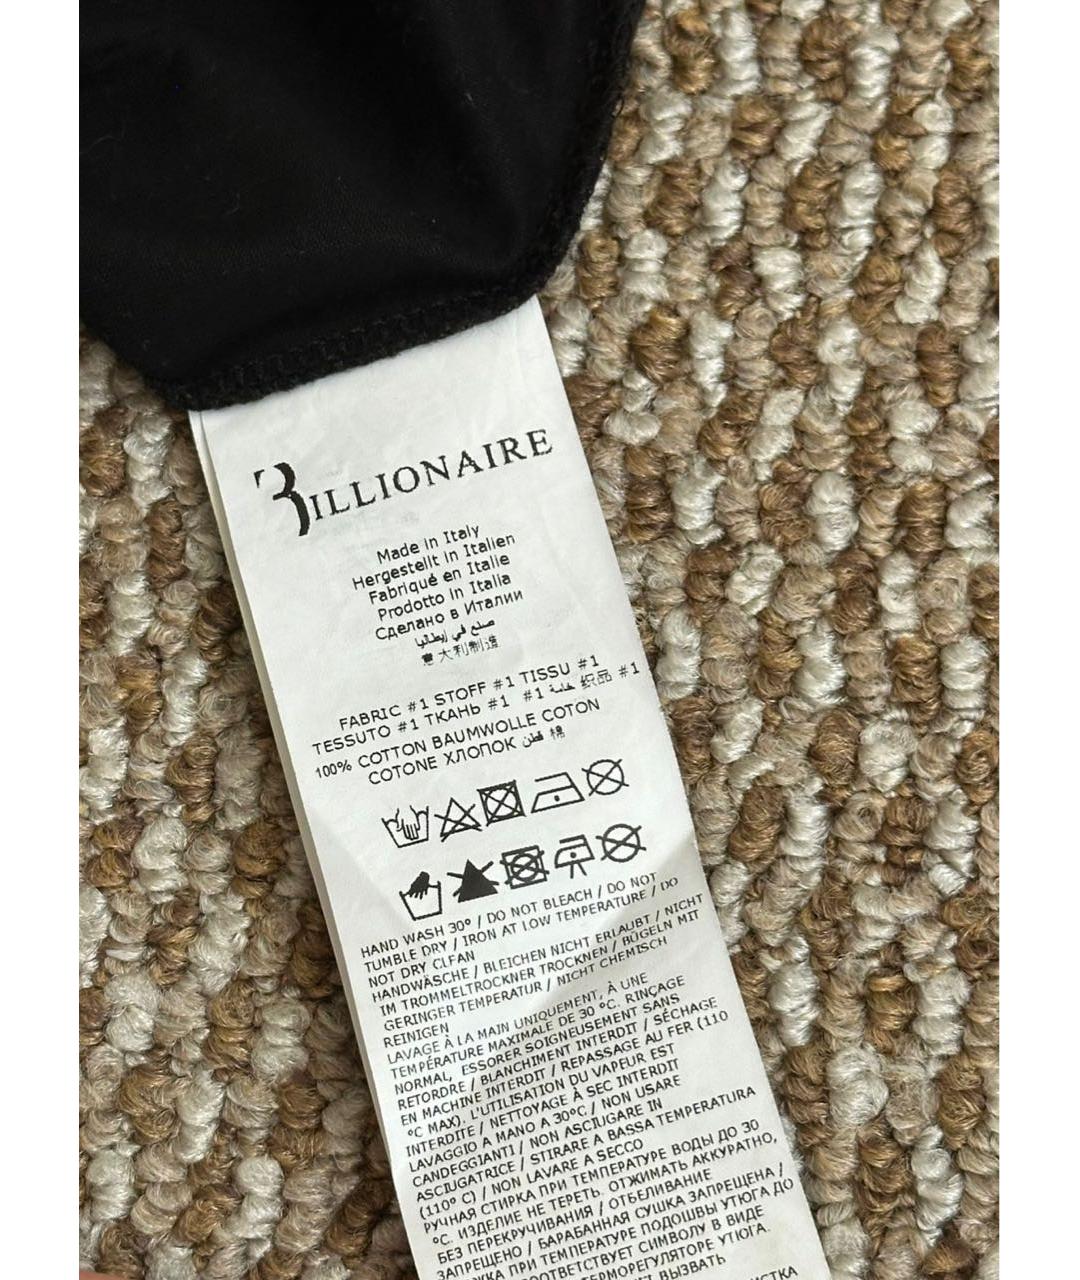 BILLIONAIRE
Made in Italy
Hergestellt in Italien
Fabriqué en Italie
Prodotto in Italia
Сделано в Италии
صنع في إيطاليا
意大利制造
FABRIC #1 STOFF #1 TISSU #1
TESSUTO #1 ТКАНЬ #1 #1 خامة 织品 #1
100% COTTON BAUMWOLLE COTON
COTONE ХЛОПОК قطن 棉
HAND WASH 30° / DO NOT BLEACH / DO NOT
TUMBLE DRY / IRON AT LOW TEMPERATURE / DO
NOT DRY CLEAN
HANDWÄSCHE / BLEICHEN NICHT ERLAUBT / NICHT
IM TROMMELTROCKNER TROCKNEN / BÜGELN MIT
GERINGER TEMPERATUR / NICHT CHEMISCH
REINIGEN
LAVAGE À LA MAIN UNIQUEMENT, À UNE
TEMPÉRATURE MAXIMALE DE 30 °C. RINÇAGE
NORMAL, ESSORER SOIGNEUSEMENT SANS
RETORDRE / BLANCHIMENT INTERDIT / SÉCHAGE
EN MACHINE INTERDIT / REPASSAGE AU FER (110
°C MAX). L'UTILISATION DU VAPEUR EST
INTERDITE / NETTOYAGE À SEC INTERDIT
LAVAGGIO A MANO A 30°C / NON USARE
CANDEGGIANTI / NON ASCIUGARE IN
ASCIUGATRICE / STIRARE A BASSA TEMPERATURA
(110° C) / NON LAVARE A SECCO
РУЧНАЯ СТИРКА ПРИ ТЕМПЕРАТУРЕ ВОДЫ ДО 30
°C. ИЗДЕЛИЕ НЕ ТЕРЕТЬ. ОТЖИМАТЬ АККУРАТНО,
БЕЗ ПЕРЕКРУЧИВАНИЯ / ОТБЕЛИВАНИЕ
ЗАПРЕЩЕНО / БАРАБАННАЯ СУШКА ЗАПРЕЩЕНА /
ПРИ ТЕМПЕРАТУРЕ ПОДОШВЫ УТЮГА ДО
СООТВЕТСТВУЕТ СИМВОЛУ В ВИДЕ
ТЕРМОРЕГУЛЯТОРЕ УТЮГА.
ВЫЗВАТЬ